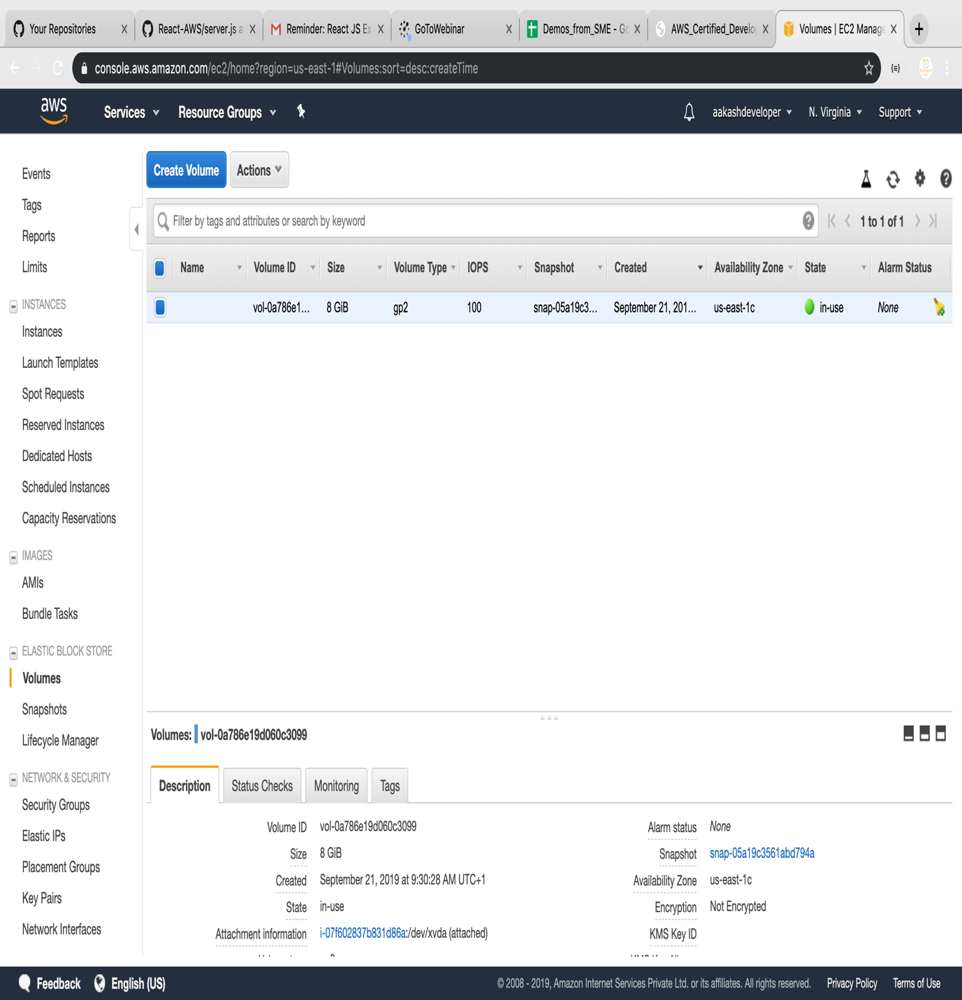 Your Repositories
React-AWS/server.js a
Reminder: React JS Ex
GoToWebinar
Demos_from_SME - Go
AWS_Certified_Develo
Volumes | EC2 Manage
console.aws.amazon.com/ec2/home?region=us-east-1#Volumes:sort=desc:createTime
aws
Services
Resource Groups
aakashdeveloper
N. Virginia
Support
Events
Tags
Reports
Limits
INSTANCES
Instances
Launch Templates
Spot Requests
Reserved Instances
Dedicated Hosts
Scheduled Instances
Capacity Reservations
IMAGES
AMIs
Bundle Tasks
ELASTIC BLOCK STORE
Volumes
Snapshots
Lifecycle Manager
NETWORK & SECURITY
Security Groups
Elastic IPs
Placement Groups
Key Pairs
Network Interfaces
Create Volume
Actions
Filter by tags and attributes or search by keyword
1 to 1 of 1
Name Volume ID Size Volume Type IOPS Snapshot Created Availability Zone State Alarm Status
vol-0a786e1... 8 GiB gp2 100 snap-05a19c3... September 21, 201... us-east-1c in-use None
Volumes: vol-0a786e19d060c3099
Description
Status Checks
Monitoring
Tags
Volume ID vol-0a786e19d060c3099
Size 8 GiB
Created September 21, 2019 at 9:30:28 AM UTC+1
State in-use
Attachment information i-07f602837b831d86a:/dev/xvda (attached)
Alarm status None
Snapshot snap-05a19c3561abd794a
Availability Zone us-east-1c
Encryption Not Encrypted
KMS Key ID
Feedback
English (US)
© 2008 - 2019, Amazon Internet Services Private Ltd. or its affiliates. All rights reserved.
Privacy Policy
Terms of Use